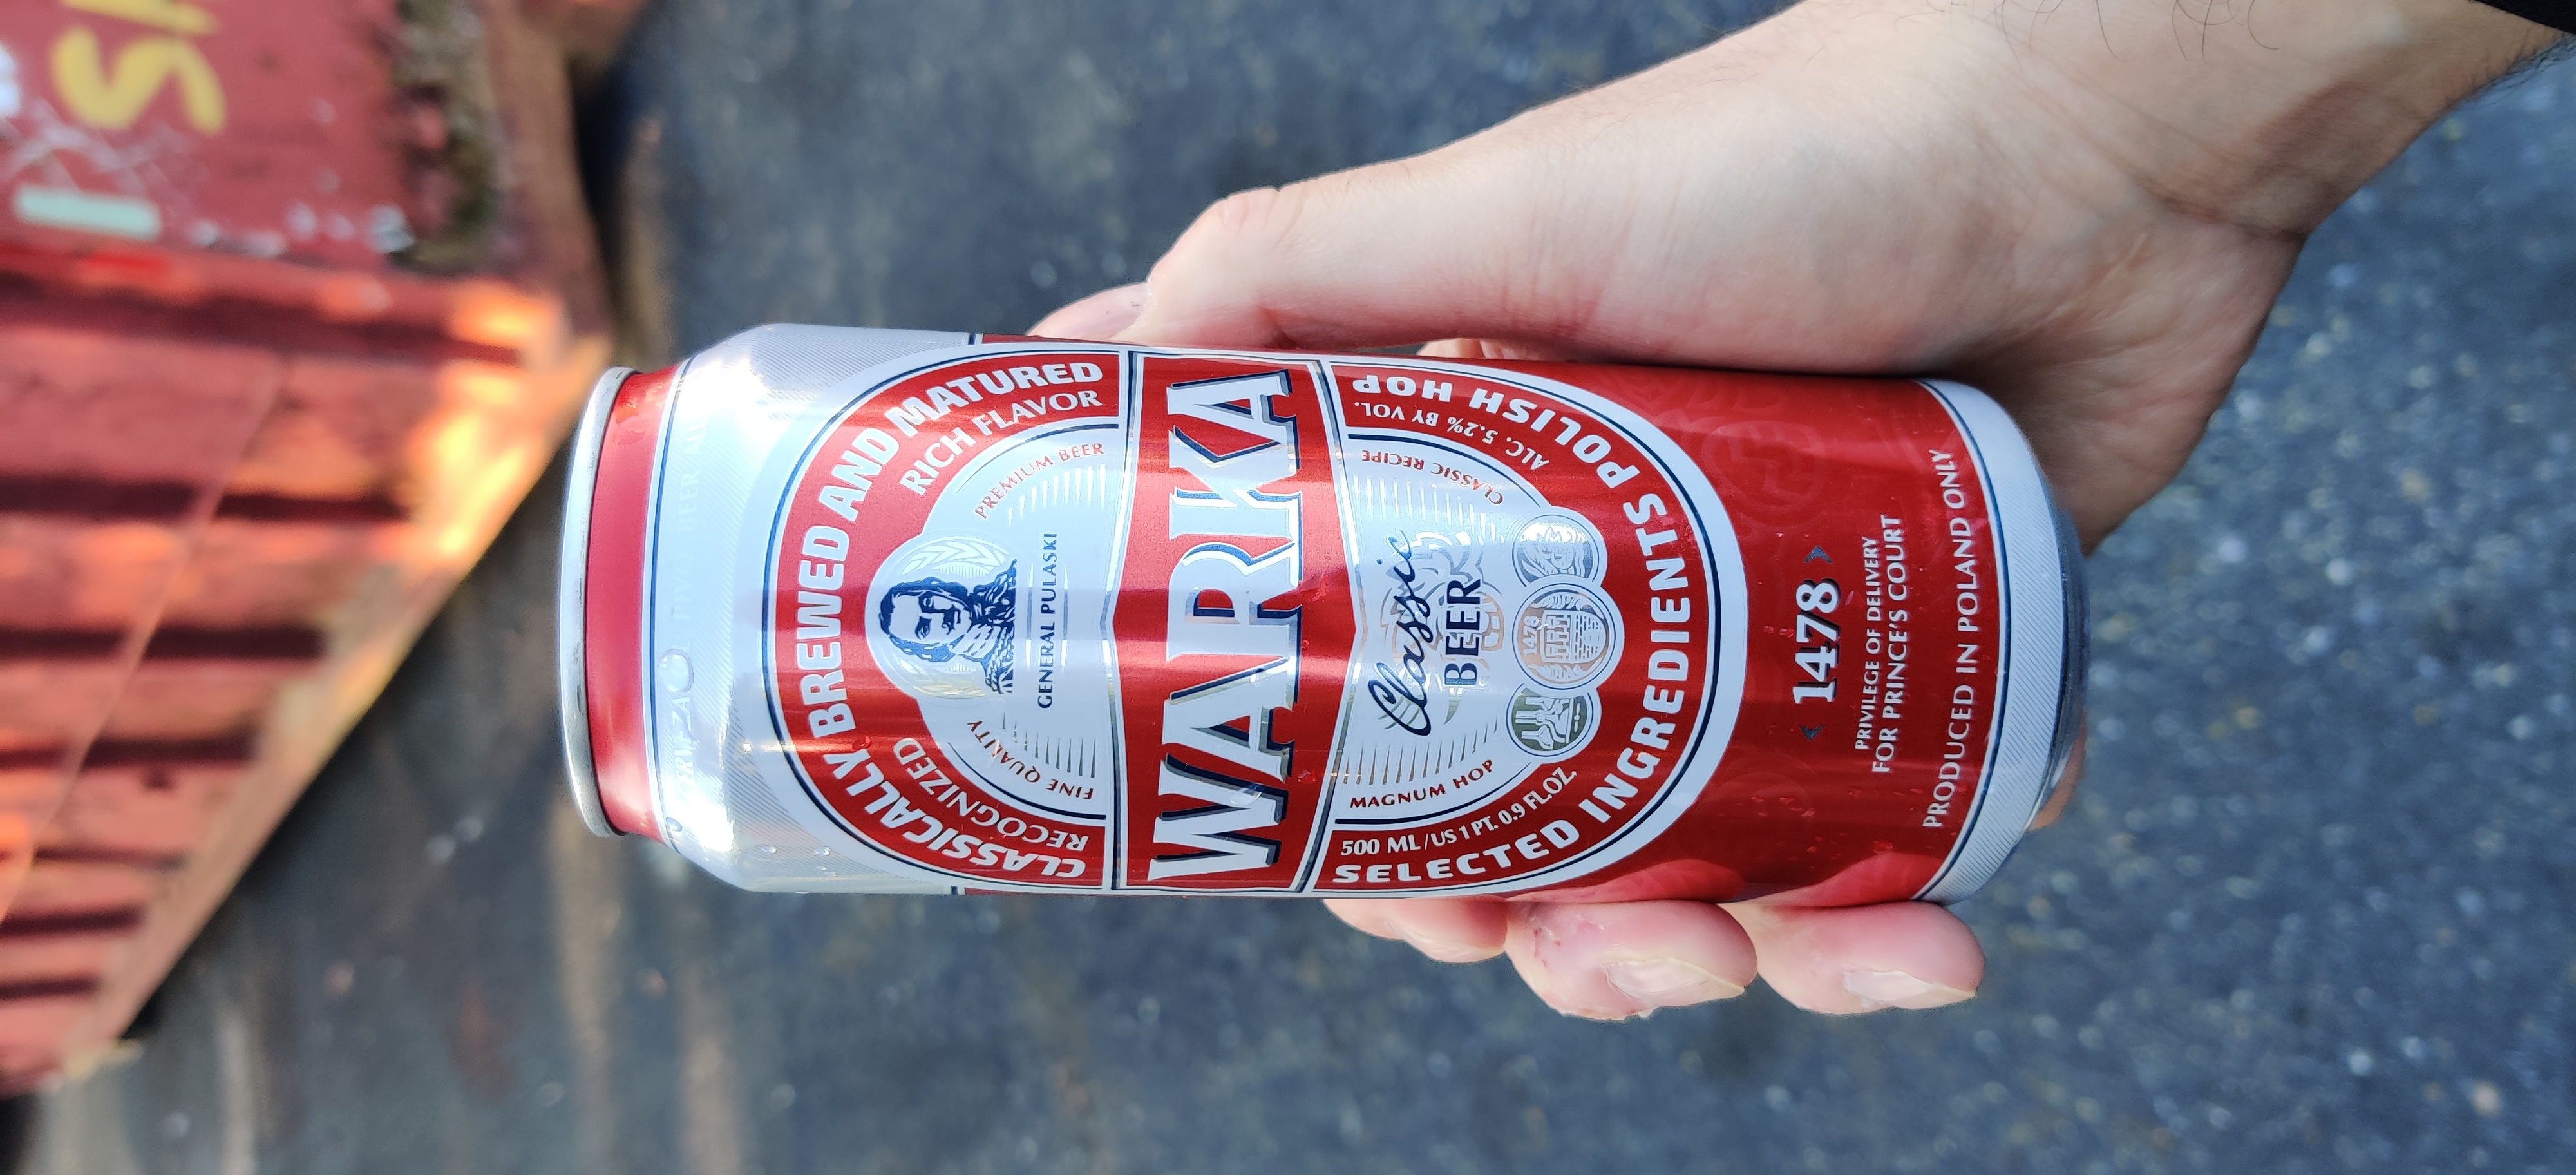 CLASSICALLY BREWED AND MATURED
RECOGNIZED
RICH FLAVOR
FINE QUALITY
PREMIUM BEER
GENERAL PULASKI
WARKA
Classic
BEER
MAGNUM HOP
CLASSIC RECIPE
1478
500 ML/US 1 PT. 0.9 FL.OZ
ALC. 5.2% BY VOL.
SELECTED INGREDIENTS POLISH HOP
1478
PRIVILEGE OF DELIVERY
FOR PRINCE'S COURT
PRODUCED IN POLAND ONLY